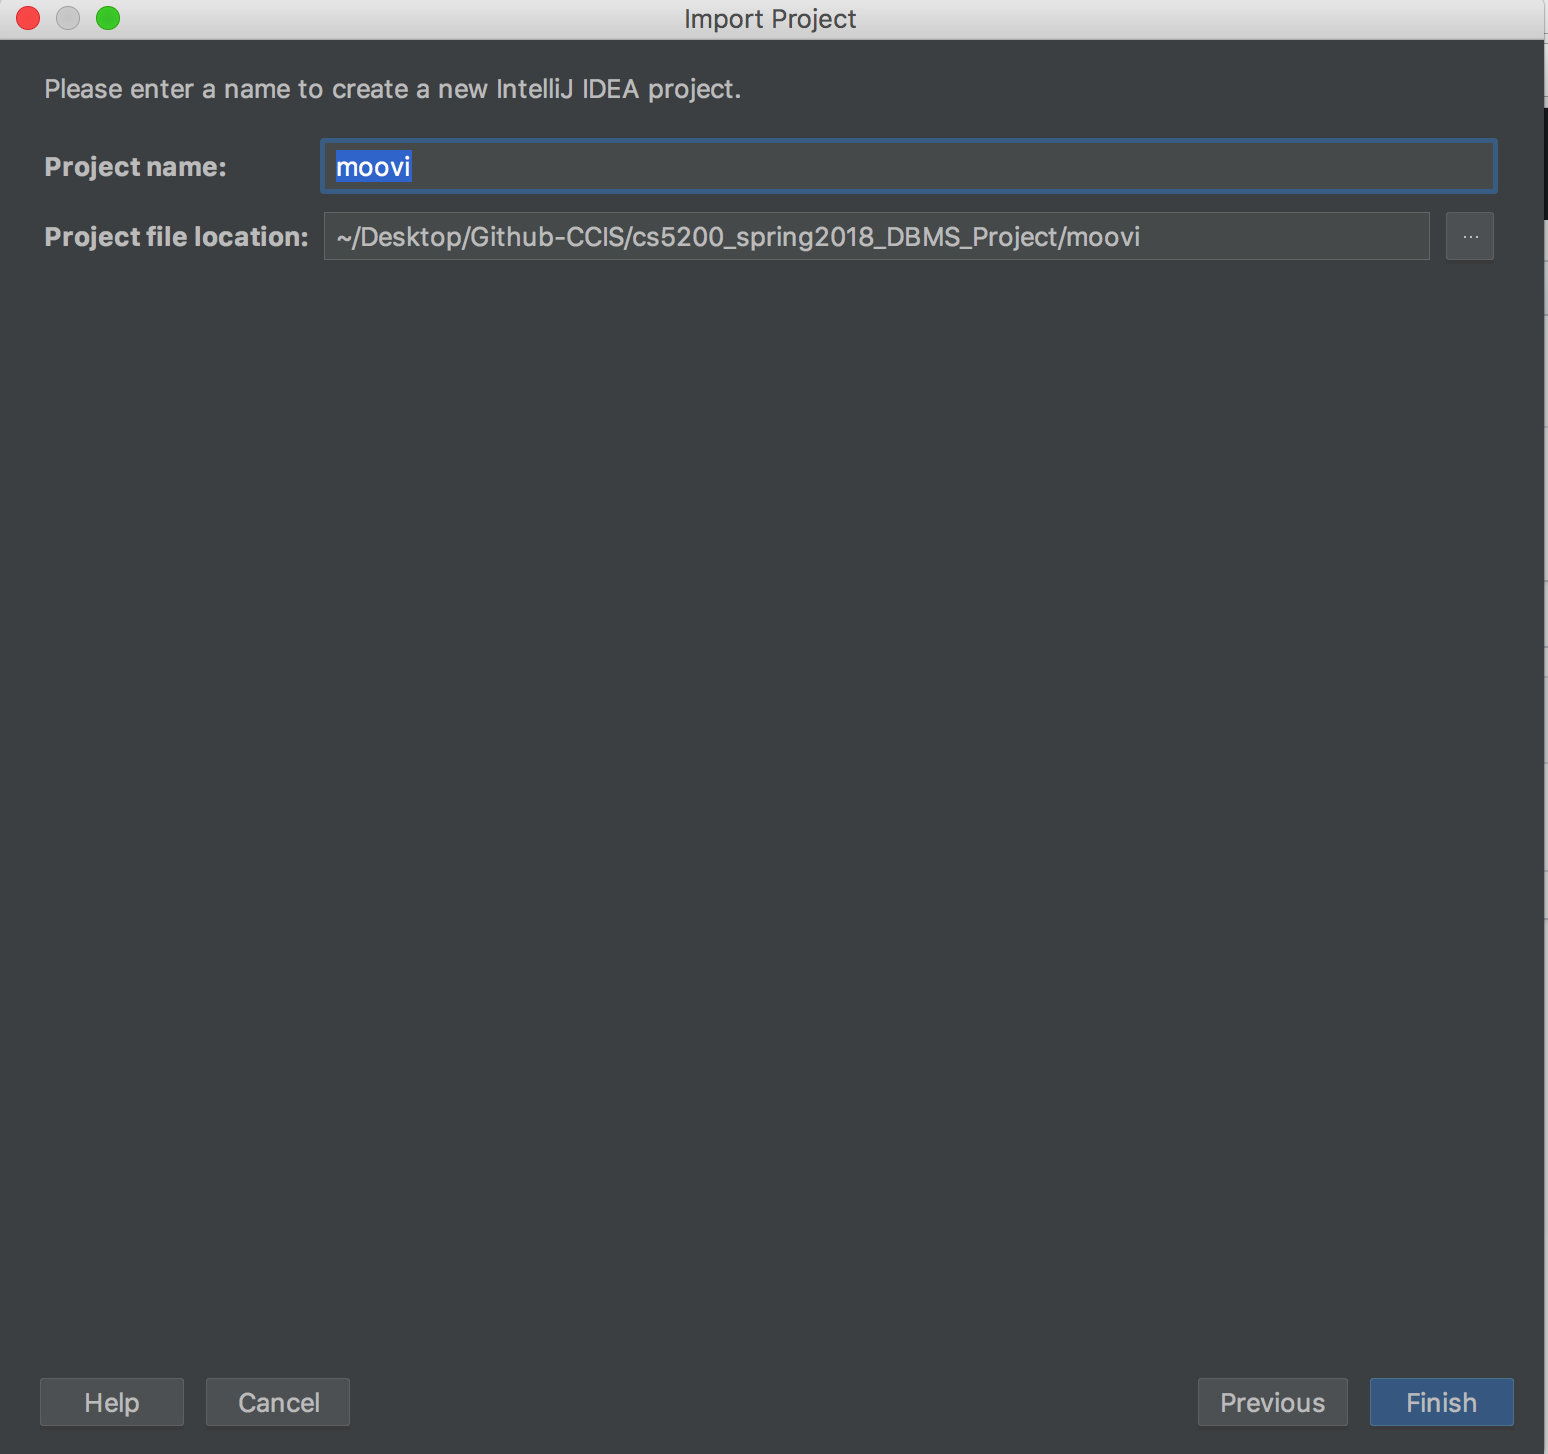 Import Project
Please enter a name to create a new IntelliJ IDEA project.
Project name: moovi
Project file location: ~/Desktop/Github-CCIS/cs5200_spring2018_DBMS_Project/moovi ...
Help Cancel Previous Finish